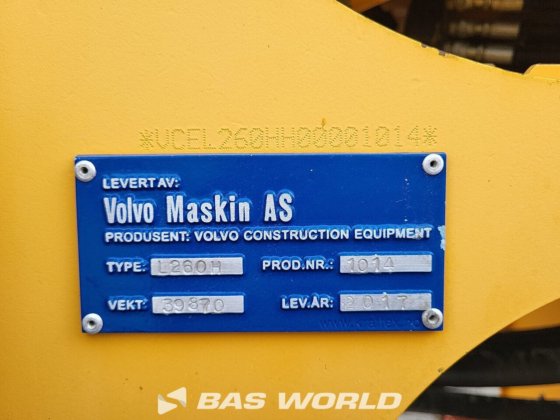 *VCEL260HH00001014*
LEVERT AV:
Volvo Maskin AS
PRODUSENT: VOLVO CONSTRUCTION EQUIPMENT
TYPE: L260H PROD.NR.: 1014
VEKT: 39870 LEV.ÅR: 2017
BAS WORLD